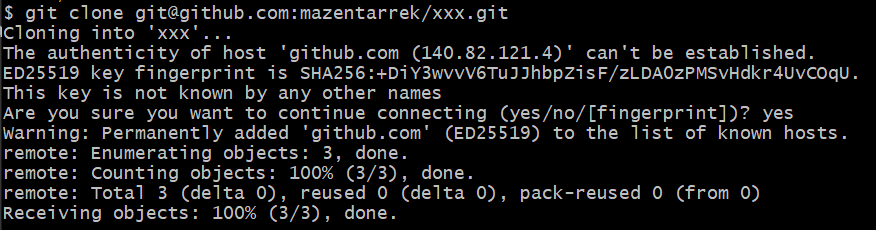 $ git clone git@github.com:mazentarrek/xxx.git
Cloning into 'xxx'...
The authenticity of host 'github.com (140.82.121.4)' can't be established.
ED25519 key fingerprint is SHA256:+DiY3wvvV6TuJJhbpZisF/zLDA0zPMSvHdkr4UvCOqU.
This key is not known by any other names
Are you sure you want to continue connecting (yes/no/[fingerprint])? yes
Warning: Permanently added 'github.com' (ED25519) to the list of known hosts.
remote: Enumerating objects: 3, done.
remote: Counting objects: 100% (3/3), done.
remote: Total 3 (delta 0), reused 0 (delta 0), pack-reused 0 (from 0)
Receiving objects: 100% (3/3), done.